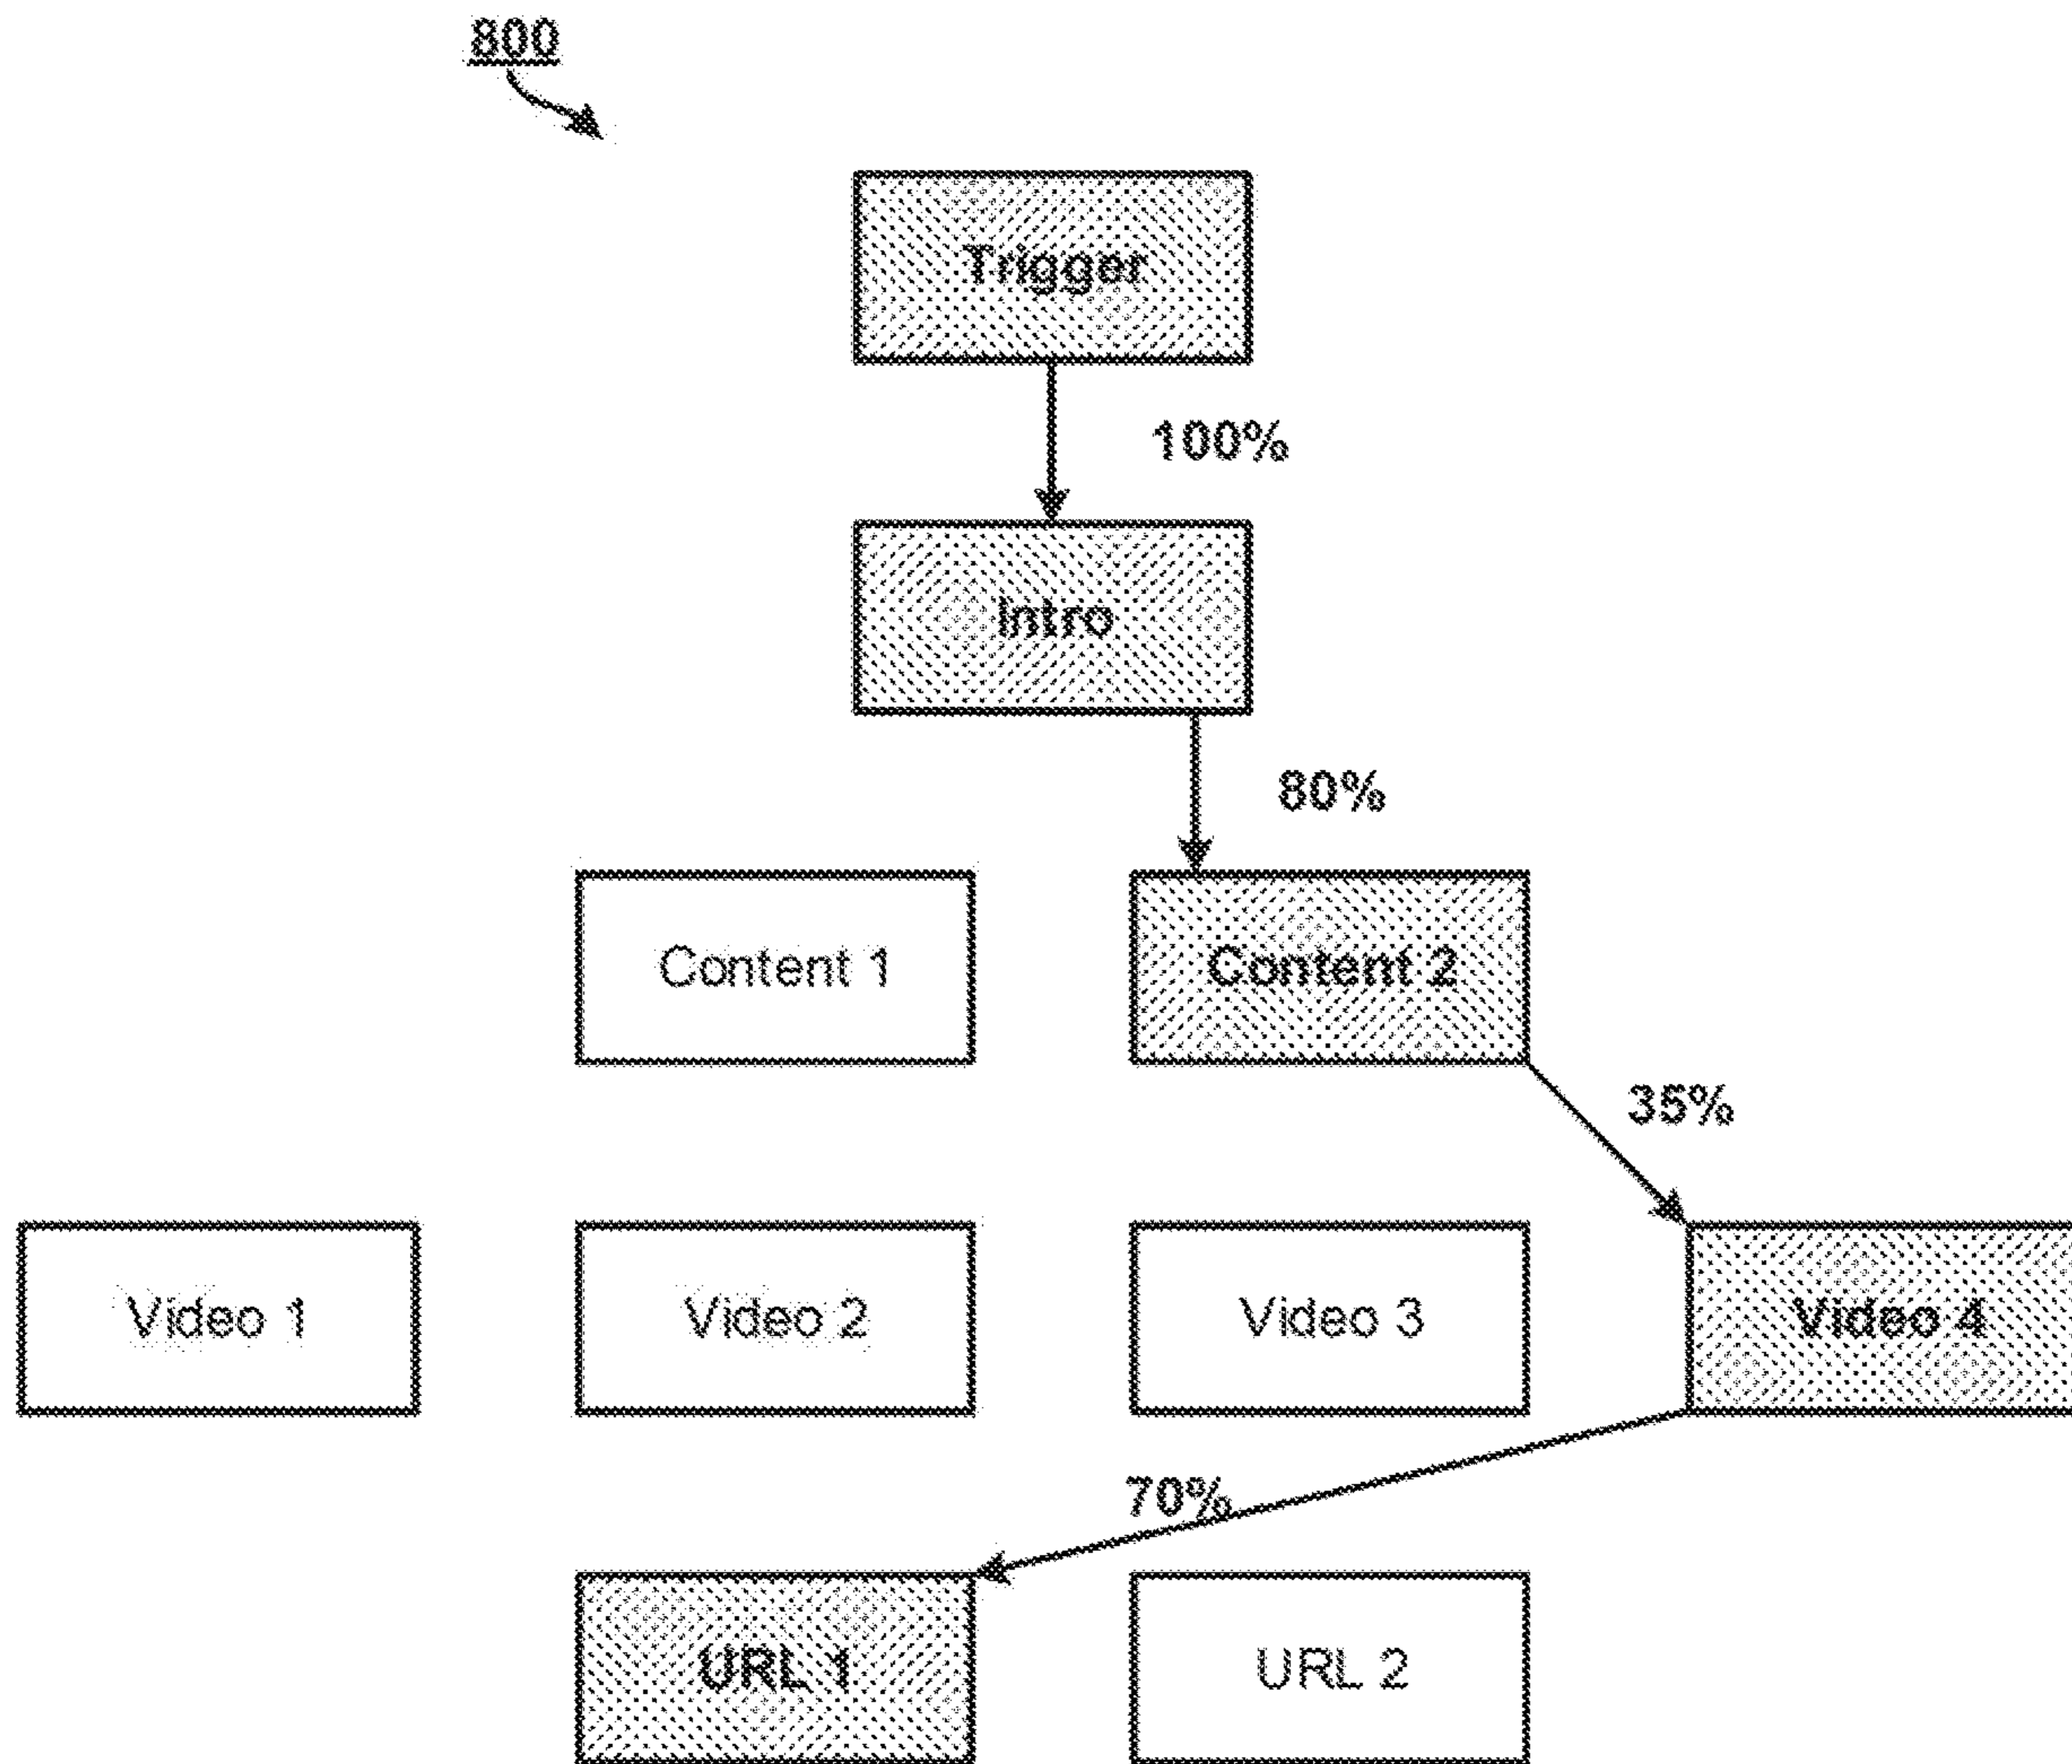 800
Trigger
100%
Intro
80%
Content 1
Content 2
35%
Video 1
Video 2
Video 3
Video 4
70%
URL 1
URL 2